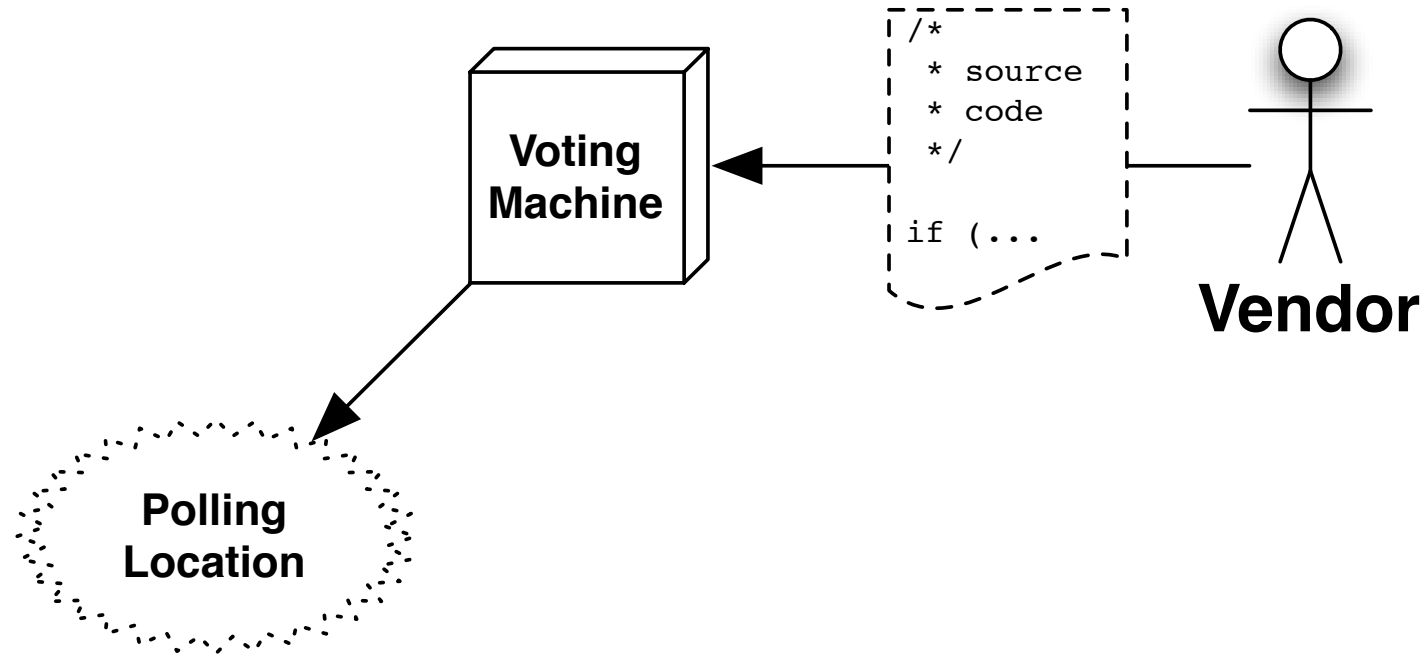 /*
 * source
 * code
 */
if (...
Voting
Machine
Vendor
Polling
Location